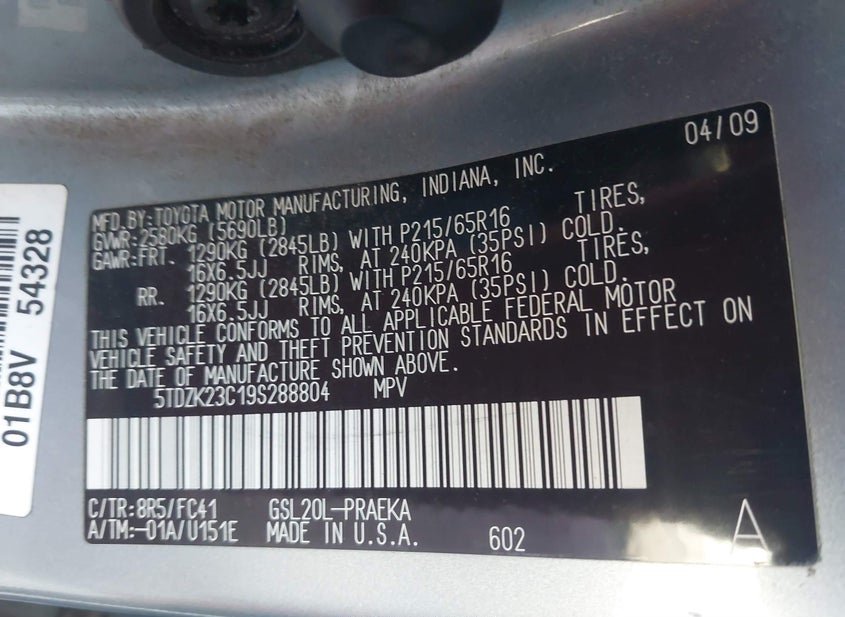 04/09
MFD.BY:TOYOTA MOTOR MANUFACTURING, INDIANA, INC.
GVWR:2580KG (5690LB)
GAWR:FRT. 1290KG (2845LB) WITH P215/65R16 TIRES,
16X6.5JJ RIMS, AT 240KPA (35PSI) COLD.
RR. 1290KG (2845LB) WITH P215/65R16 TIRES,
16X6.5JJ RIMS, AT 240KPA (35PSI) COLD.
THIS VEHICLE CONFORMS TO ALL APPLICABLE FEDERAL MOTOR
VEHICLE SAFETY AND THEFT PREVENTION STANDARDS IN EFFECT ON
THE DATE OF MANUFACTURE SHOWN ABOVE.
5TDZK23C19S288804 MPV
C/TR:8R5/FC41 GSL20L-PRAEKA
A/TM:-01A/U151E MADE IN U.S.A. 602
A
01B8V 54328